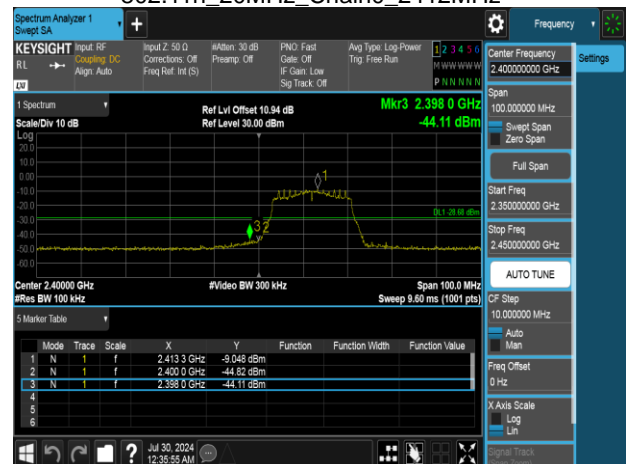 802.11n_20MHz_Chain0_2412MHz
Spectrum Analyzer 1
Swept SA
Frequency
KEYSIGHT
RL
LXI
Input: RF
Coupling: DC
Align: Auto
Input Z: 50 Ω
Corrections: Off
Freq Ref: Int (S)
#Atten: 30 dB
Preamp: Off
PNO: Fast
Gate: Off
IF Gain: Low
Sig Track: Off
Avg Type: Log-Power
Trig: Free Run
1 2 3 4 5 6
M W W W W W
P N N N N N
Center Frequency
2.400000000 GHz
Settings
Span
100.000000 MHz
Swept Span
Zero Span
Full Span
Start Freq
2.350000000 GHz
Stop Freq
2.450000000 GHz
AUTO TUNE
CF Step
10.000000 MHz
Auto
Man
Freq Offset
0 Hz
X Axis Scale
Log
Lin
Signal Track
1 Spectrum
Scale/Div 10 dB
Ref Lvl Offset 10.94 dB
Ref Level 30.00 dBm
Mkr3 2.398 0 GHz
-44.11 dBm
Log
20.0
10.0
0.00
-10.0
-20.0
-30.0
-40.0
-50.0
-60.0
1
DL1 -28.68 dBm
3 2
Center 2.40000 GHz
#Res BW 100 kHz
#Video BW 300 kHz
Span 100.0 MHz
Sweep 9.60 ms (1001 pts)
5 Marker Table
Mode Trace Scale X Y Function Function Width Function Value
1 N 1 f 2.413 3 GHz -9.048 dBm
2 N 1 f 2.400 0 GHz -44.82 dBm
3 N 1 f 2.398 0 GHz -44.11 dBm
4
5
6
?
Jul 30, 2024
12:35:55 AM